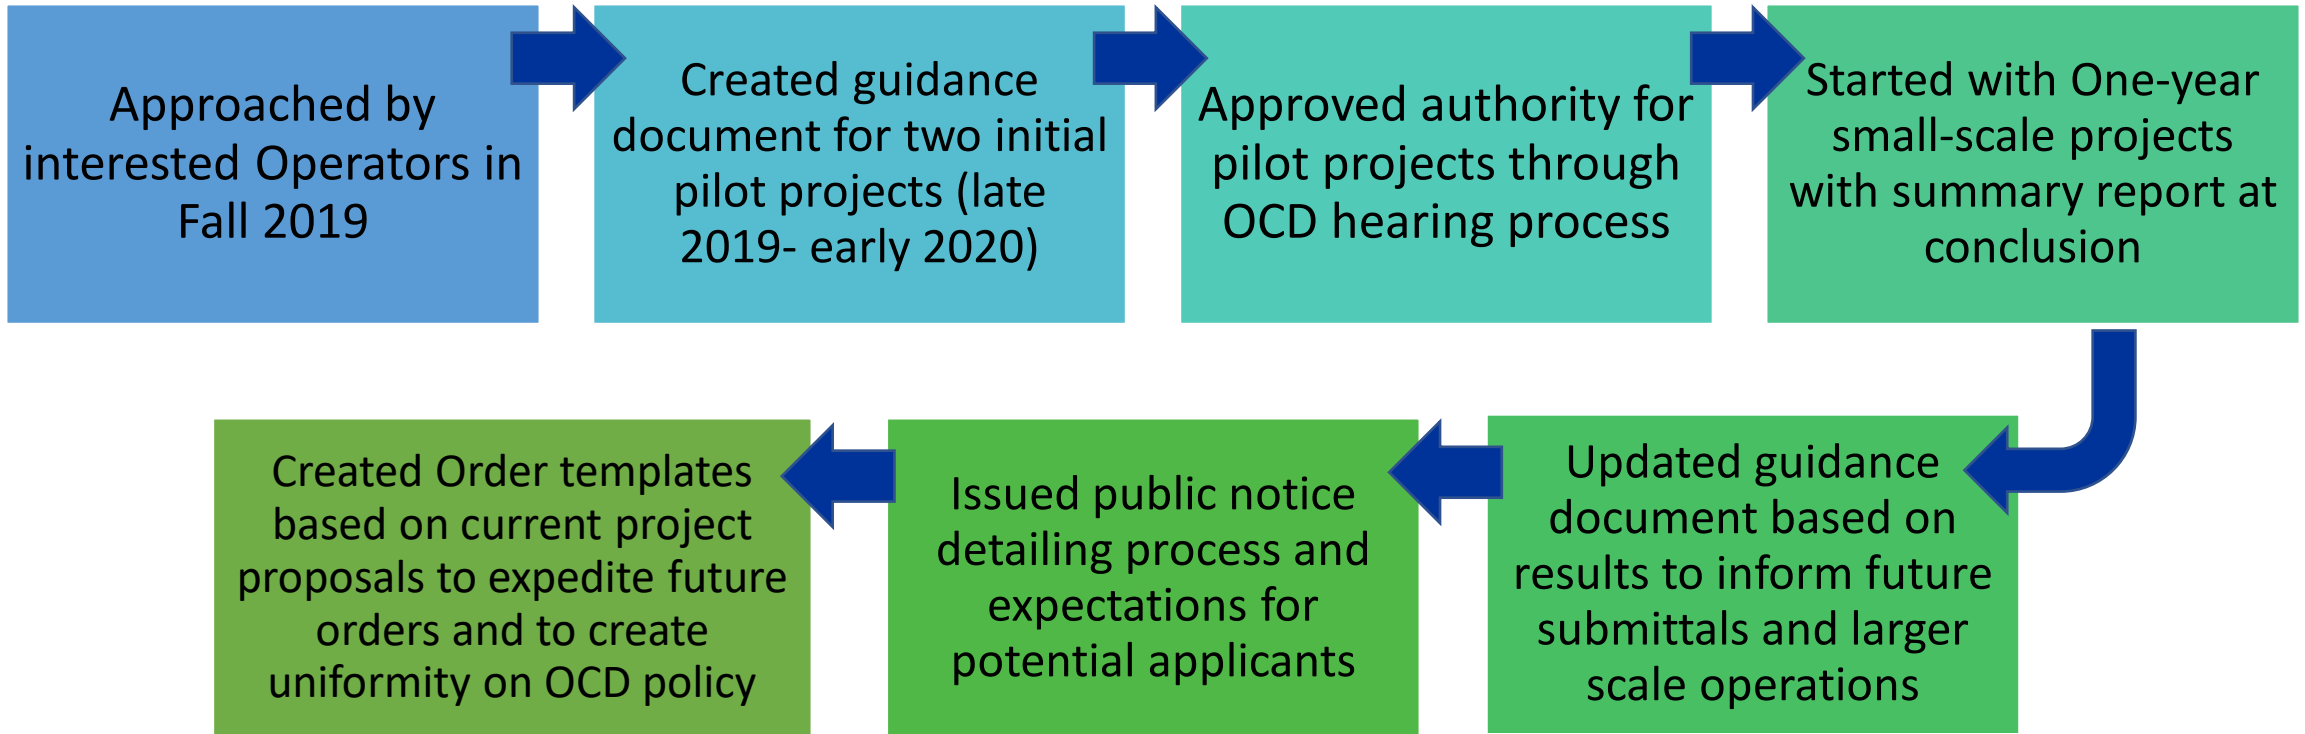 Approached by
interested Operators in
Fall 2019
Created guidance
document for two initial
pilot projects (late
2019- early 2020)
Approved authority for
pilot projects through
OCD hearing process
Started with One-year
small-scale projects
with summary report at
conclusion
Updated guidance
document based on
results to inform future
submittals and larger
scale operations
Issued public notice
detailing process and
expectations for
potential applicants
Created Order templates
based on current project
proposals to expedite future
orders and to create
uniformity on OCD policy